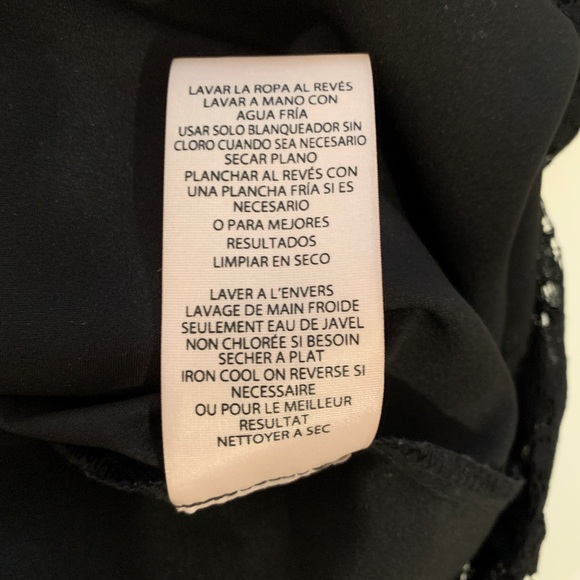 LAVAR LA ROPA AL REVÉS
LAVAR A MANO CON
AGUA FRÍA
USAR SOLO BLANQUEADOR SIN
CLORO CUANDO SEA NECESARIO
SECAR PLANO
PLANCHAR AL REVÉS CON
UNA PLANCHA FRÍA SI ES
NECESARIO
O PARA MEJORES
RESULTADOS
LIMPIAR EN SECO
LAVER A L'ENVERS
LAVAGE DE MAIN FROIDE
SEULEMENT EAU DE JAVEL
NON CHLORÉE SI BESOIN
SECHER A PLAT
IRON COOL ON REVERSE SI
NECESSAIRE
OU POUR LE MEILLEUR
RESULTAT
NETTOYER A SEC